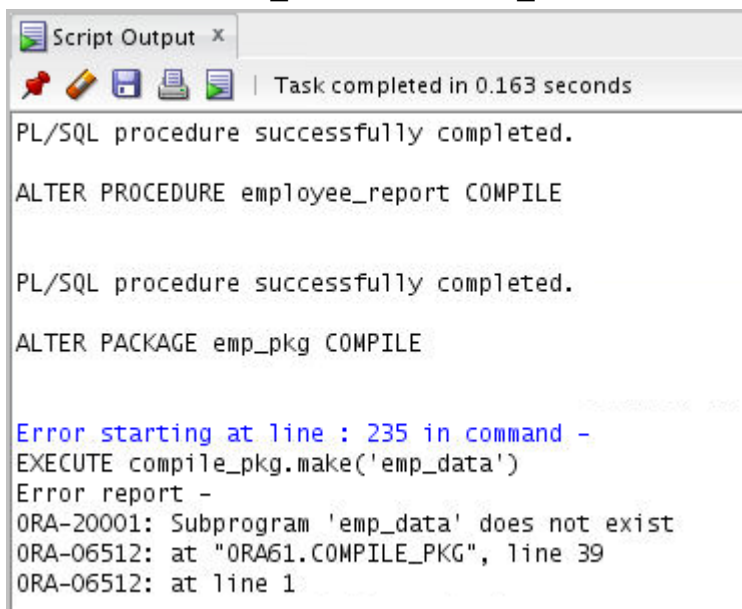 Script Output x
Task completed in 0.163 seconds
PL/SQL procedure successfully completed.
ALTER PROCEDURE employee_report COMPILE
PL/SQL procedure successfully completed.
ALTER PACKAGE emp_pkg COMPILE
Error starting at line : 235 in command -
EXECUTE compile_pkg.make('emp_data')
Error report -
ORA-20001: Subprogram 'emp_data' does not exist
ORA-06512: at "ORA61.COMPILE_PKG", line 39
ORA-06512: at line 1